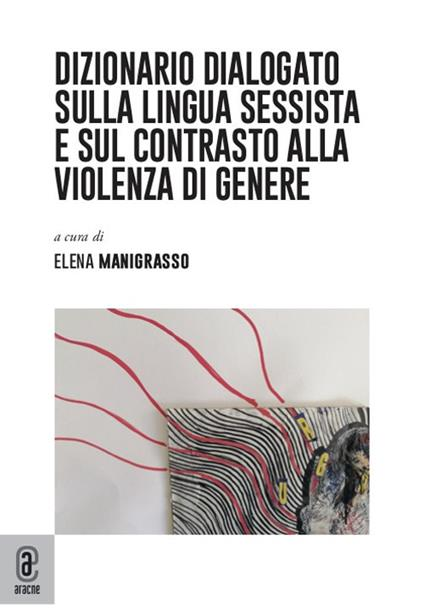 DIZIONARIO DIALOGATO
SULLA LINGUA SESSISTA
E SUL CONTRASTO ALLA
VIOLENZA DI GENERE
a cura di
ELENA MANIGRASSO
aracne